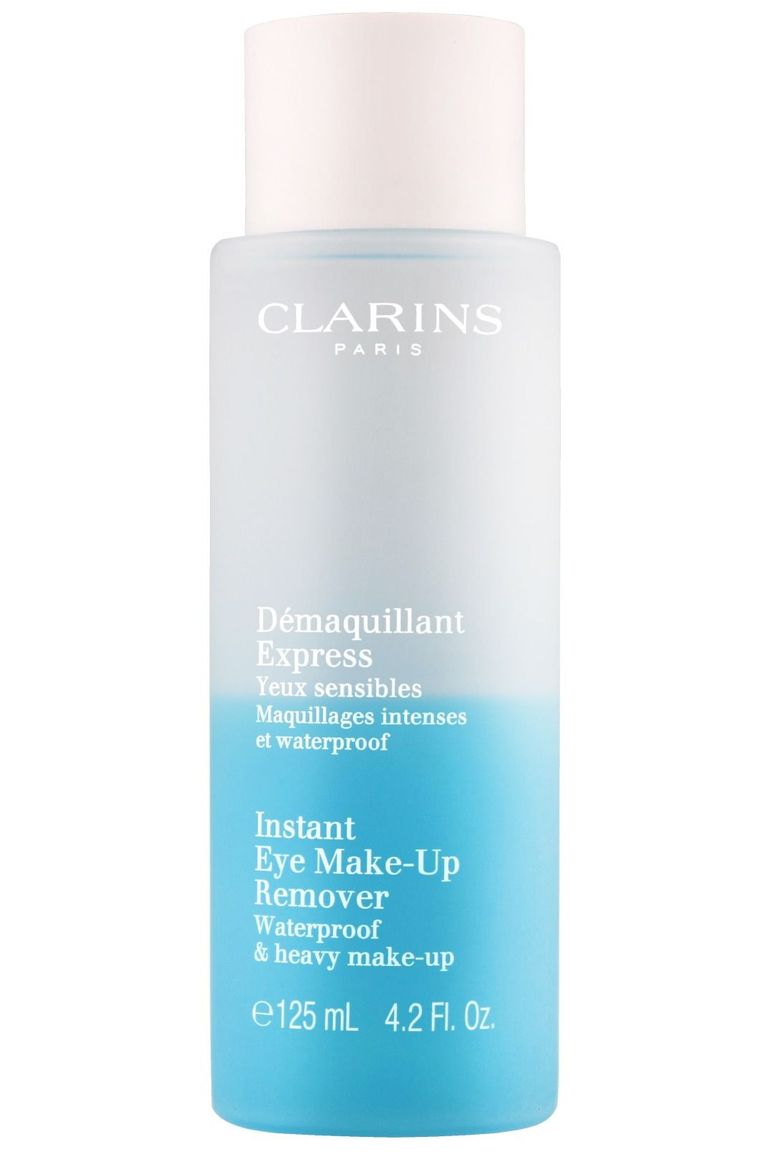 CLARINS
PARIS
Démaquillant
Express
Yeux sensibles
Maquillages intenses
et waterproof
Instant
Eye Make-Up
Remover
Waterproof
& heavy make-up
℮125 mL 4.2 Fl. Oz.